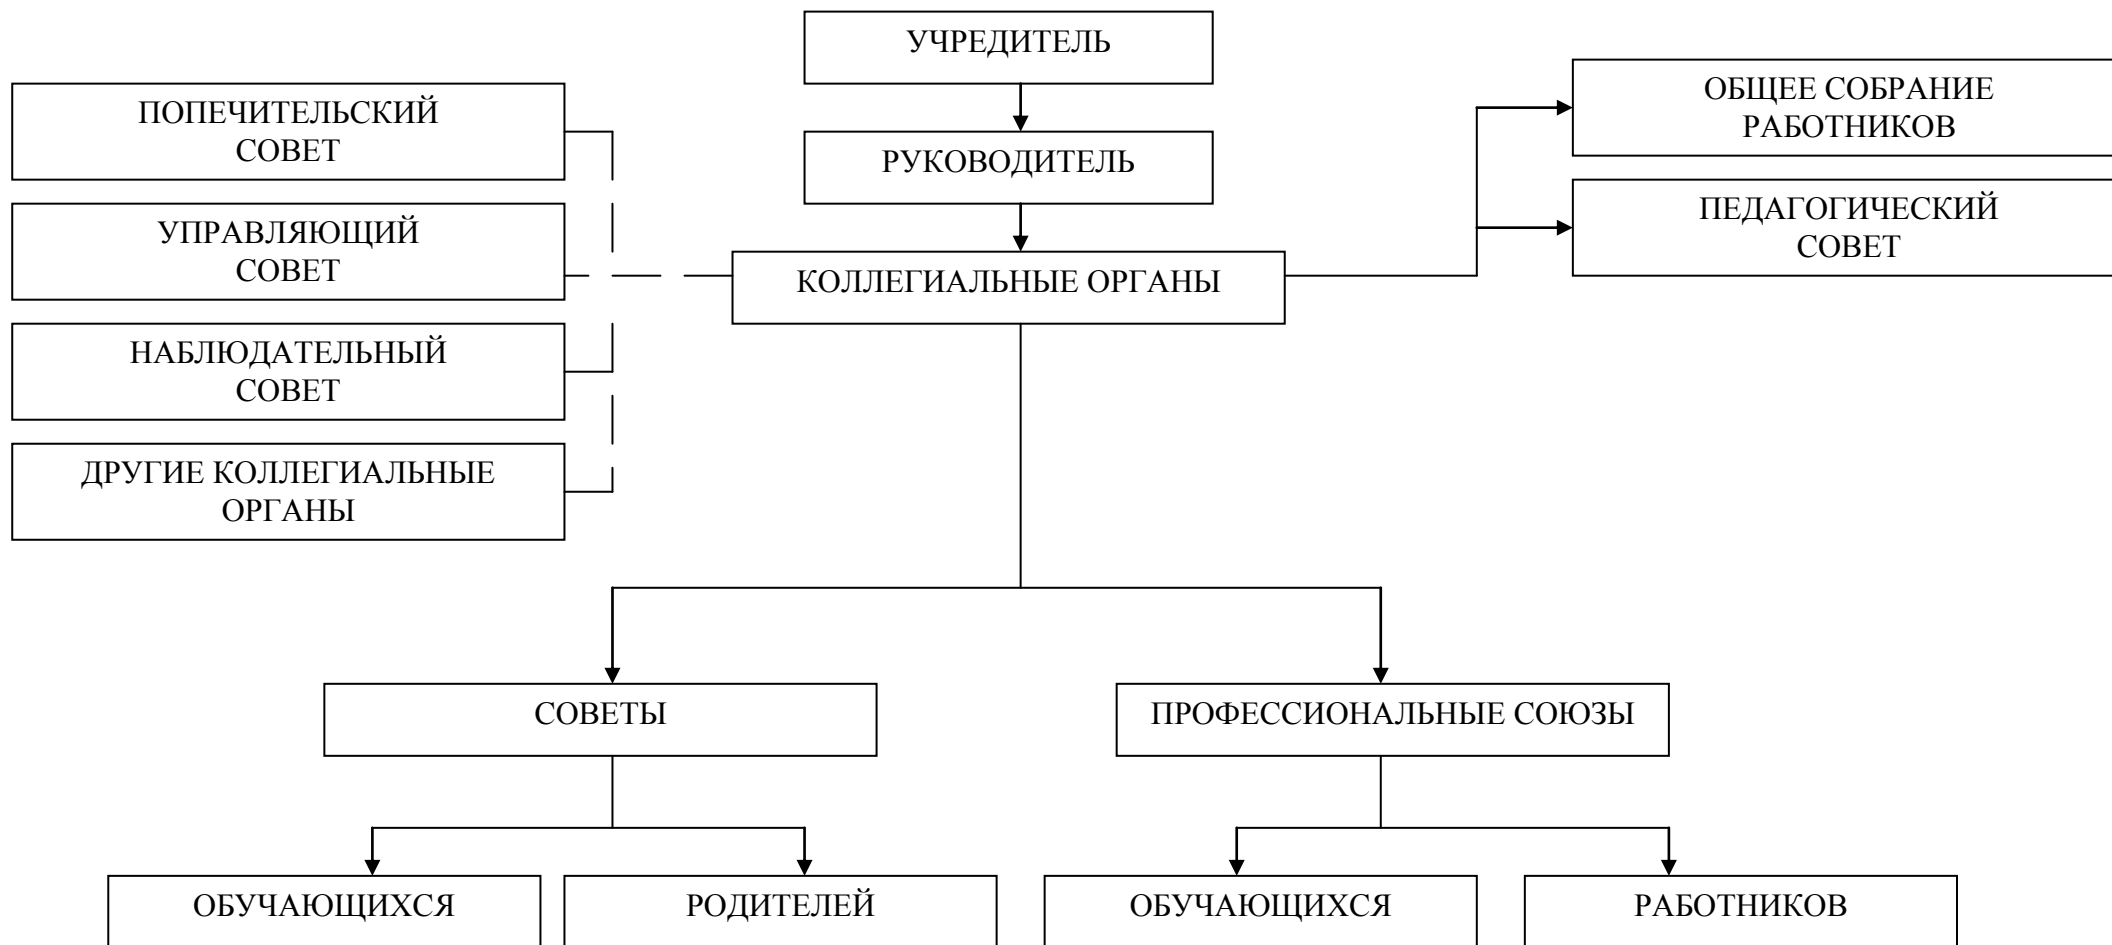 УЧРЕДИТЕЛЬ
ПОПЕЧИТЕЛЬСКИЙ
СОВЕТ
ОБЩЕЕ СОБРАНИЕ
РАБОТНИКОВ
РУКОВОДИТЕЛЬ
УПРАВЛЯЮЩИЙ
СОВЕТ
ПЕДАГОГИЧЕСКИЙ
СОВЕТ
КОЛЛЕГИАЛЬНЫЕ ОРГАНЫ
НАБЛЮДАТЕЛЬНЫЙ
СОВЕТ
ДРУГИЕ КОЛЛЕГИАЛЬНЫЕ
ОРГАНЫ
СОВЕТЫ
ПРОФЕССИОНАЛЬНЫЕ СОЮЗЫ
ОБУЧАЮЩИХСЯ
РОДИТЕЛЕЙ
ОБУЧАЮЩИХСЯ
РАБОТНИКОВ